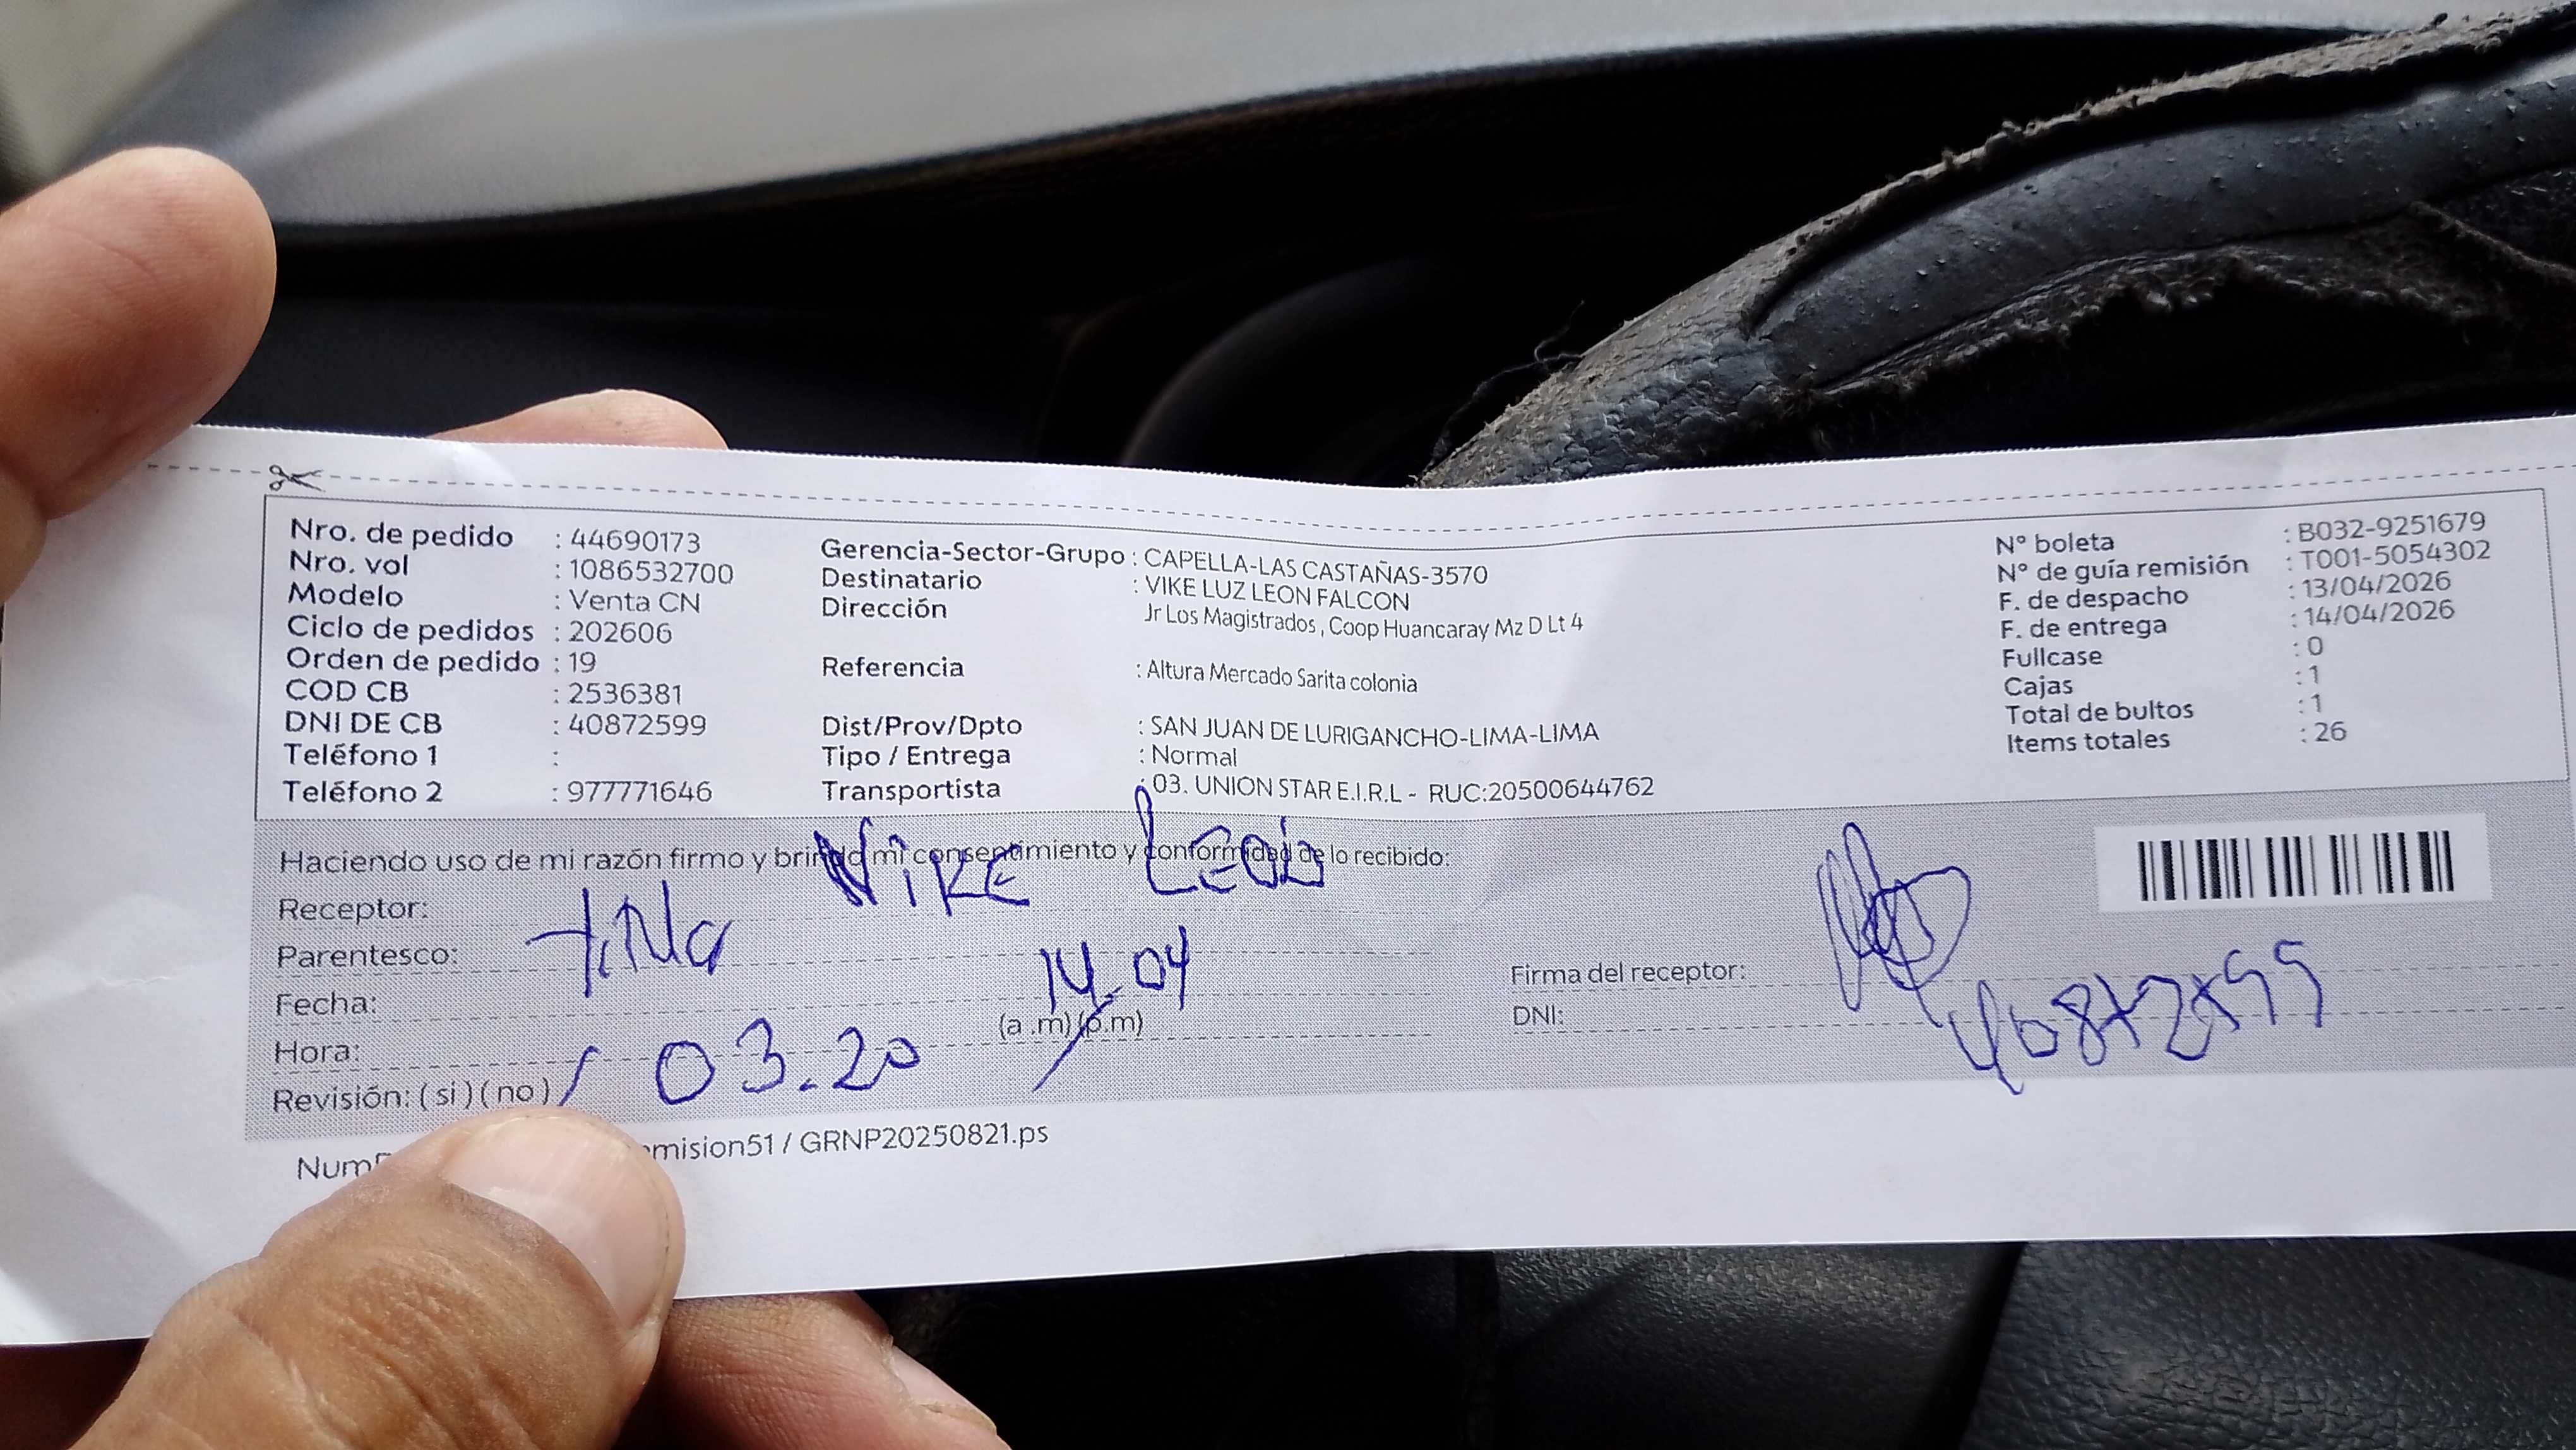 Nro. de pedido : 44690173
Nro. vol : 1086532700
Modelo : Venta CN
Ciclo de pedidos : 202606
Orden de pedido : 19
COD CB : 2536381
DNI DE CB : 40872599
Teléfono 1 :
Teléfono 2 : 977771646
Gerencia-Sector-Grupo : CAPELLA-LAS CASTAÑAS-3570
Destinatario : VIKE LUZ LEON FALCON
Dirección Jr Los Magistrados, Coop Huancaray Mz D Lt 4
Referencia : Altura Mercado Sarita colonia
Dist/Prov/Dpto : SAN JUAN DE LURIGANCHO-LIMA-LIMA
Tipo / Entrega : Normal
Transportista : 03. UNION STAR E.I.R.L - RUC:20500644762
N° boleta : B032-9251679
N° de guía remisión : T001-5054302
F. de despacho : 13/04/2026
F. de entrega : 14/04/2026
Fullcase : 0
Cajas : 1
Total de bultos : 1
Items totales : 26
Haciendo uso de mi razón firmo y brindo mi consentimiento y conformidad de lo recibido:
Receptor: Vike Leon
Parentesco:
Fecha: 14.04
Hora: 03.20 (a .m) (p.m)
Revisión: ( si ) ( no )
Firma del receptor:
DNI: 40872599
mision51 / GRNP20250821.ps